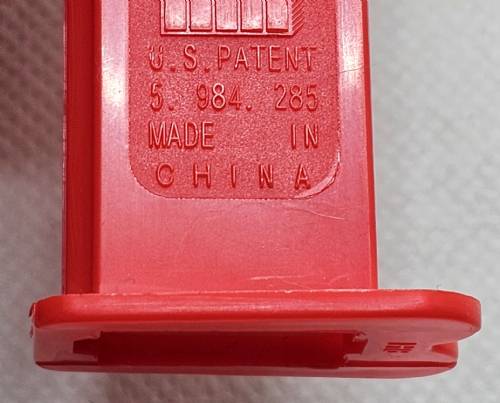 U.S. PATENT
5. 984. 285
MADE IN
CHINA